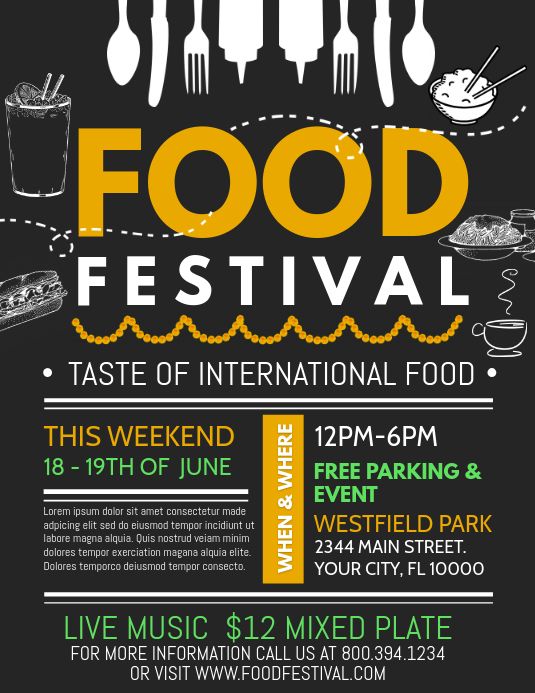 FOOD
FESTIVAL
• TASTE OF INTERNATIONAL FOOD •
THIS WEEKEND
18 - 19TH OF JUNE
Lorem ipsum dolor sit amet consectetur made
adipcing elit sed do eiusmod tempor incidiunt ut
labore magna alquia. Quis nostrud veiam minim
dolores tempor exerciation magana alquia elite.
Dolores temporco deiusmod tempor consecto.
WHEN & WHERE
12PM-6PM
FREE PARKING &
EVENT
WESTFIELD PARK
2344 MAIN STREET.
YOUR CITY, FL 10000
LIVE MUSIC $12 MIXED PLATE
FOR MORE INFORMATION CALL US AT 800.394.1234
OR VISIT WWW.FOODFESTIVAL.COM